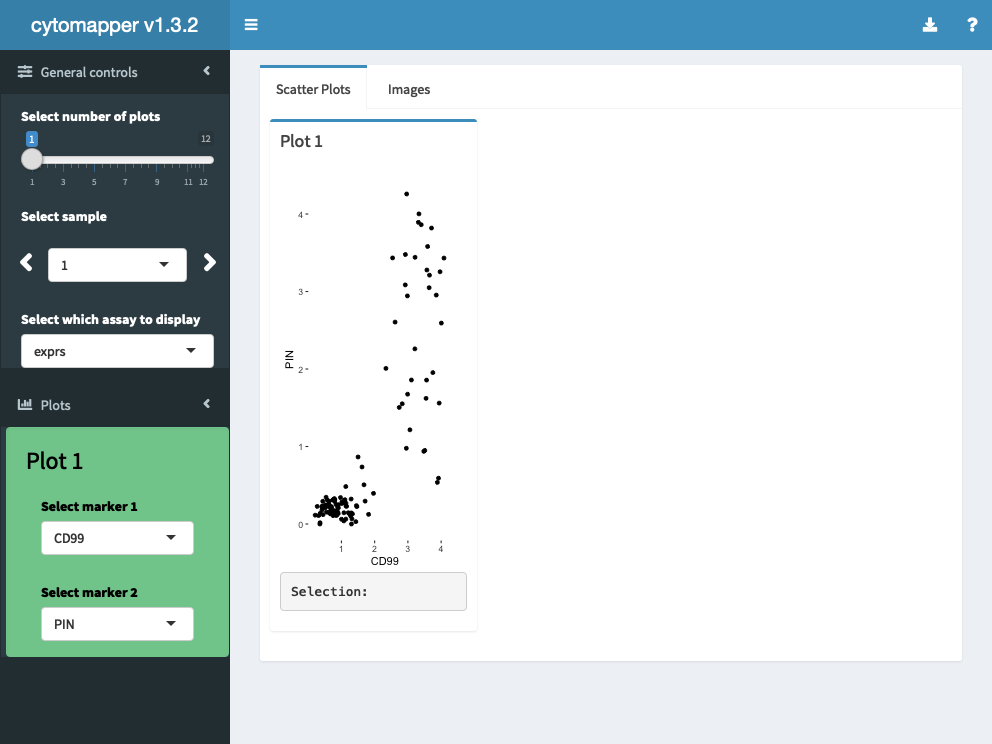 cytomapper v1.3.2
General controls
Select number of plots
1 12
1 3 5 7 9 11 12
Select sample
1
Select which assay to display
exprs
Plots
Plot 1
Select marker 1
CD99
Select marker 2
PIN
Scatter Plots Images
Plot 1
4
3
2
1
0
PIN
1 2 3 4
CD99
Selection:
?